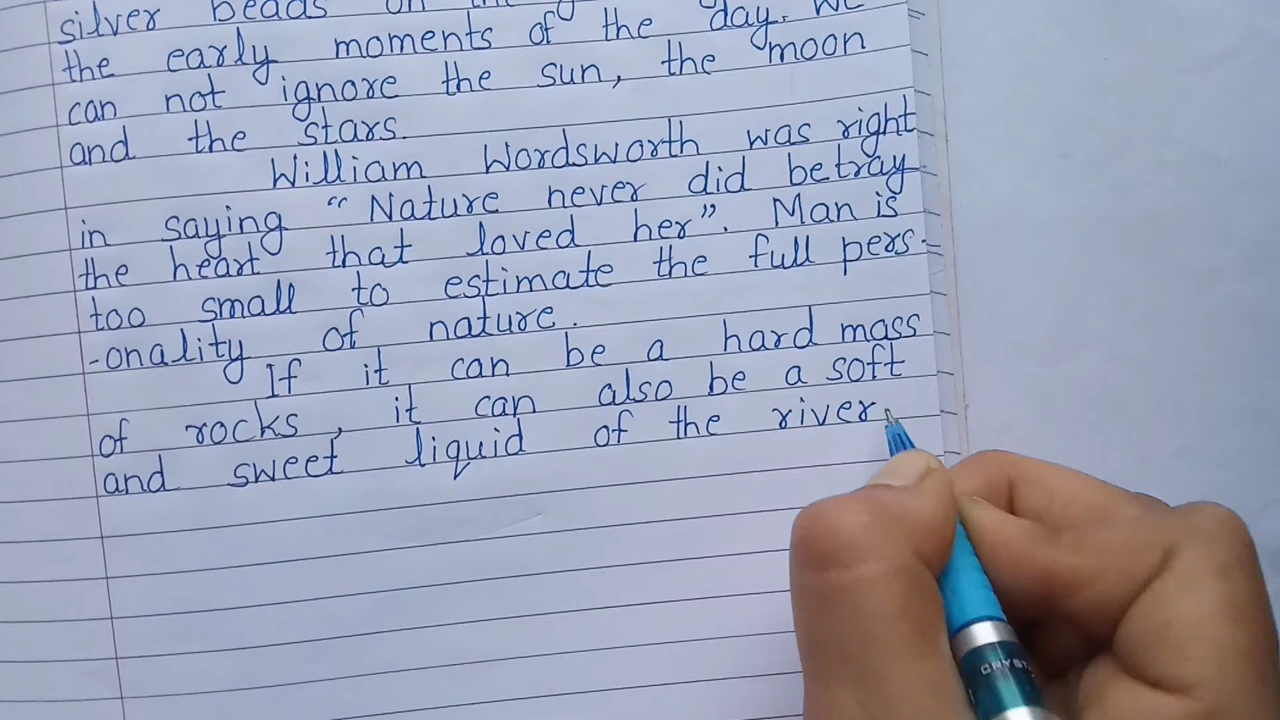 silver beads on the
the early moments of the day. We
can not ignore the sun, the moon
and the stars.
William Wordsworth was right
in saying “Nature never did betray
the heart that loved her”. Man is
too small to estimate the full pers-
-onality of nature.
If it can be a hard mass
of rocks, it can also be a soft
and sweet liquid of the river
CRYST